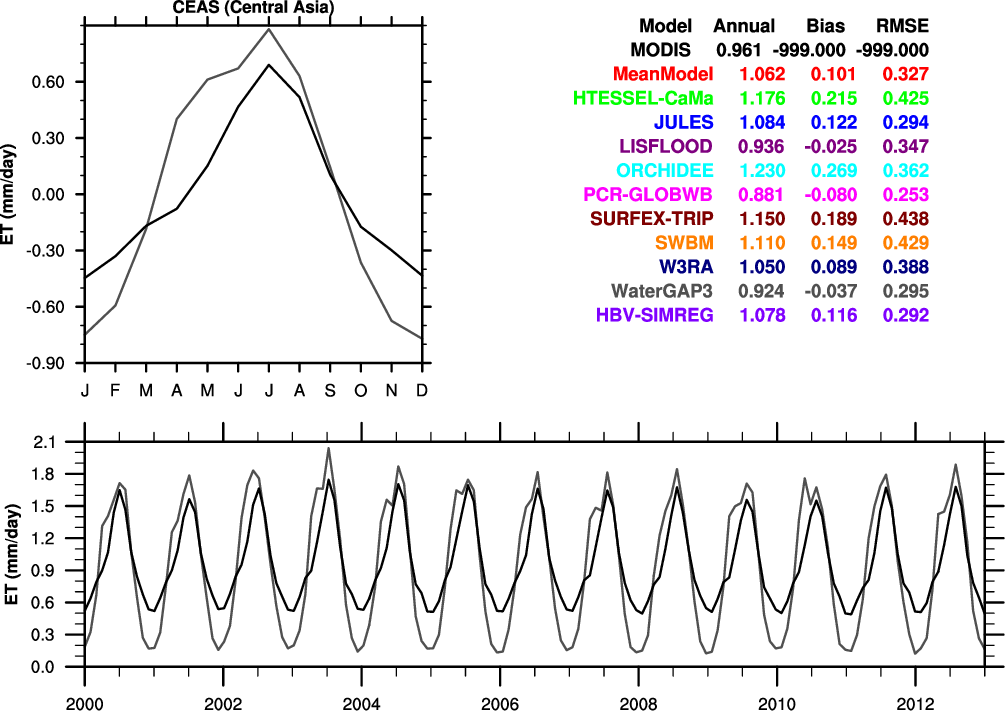 CEAS (Central Asia)
ET (mm/day)
0.60
0.30
0.00
-0.30
-0.60
-0.90
J F M A M J J A S O N D
Model Annual Bias RMSE
MODIS 0.961 -999.000 -999.000
MeanModel 1.062 0.101 0.327
HTESSEL-CaMa 1.176 0.215 0.425
JULES 1.084 0.122 0.294
LISFLOOD 0.936 -0.025 0.347
ORCHIDEE 1.230 0.269 0.362
PCR-GLOBWB 0.881 -0.080 0.253
SURFEX-TRIP 1.150 0.189 0.438
SWBM 1.110 0.149 0.429
W3RA 1.050 0.089 0.388
WaterGAP3 0.924 -0.037 0.295
HBV-SIMREG 1.078 0.116 0.292
ET (mm/day)
2.1
1.8
1.5
1.2
0.9
0.6
0.3
0.0
2000 2002 2004 2006 2008 2010 2012